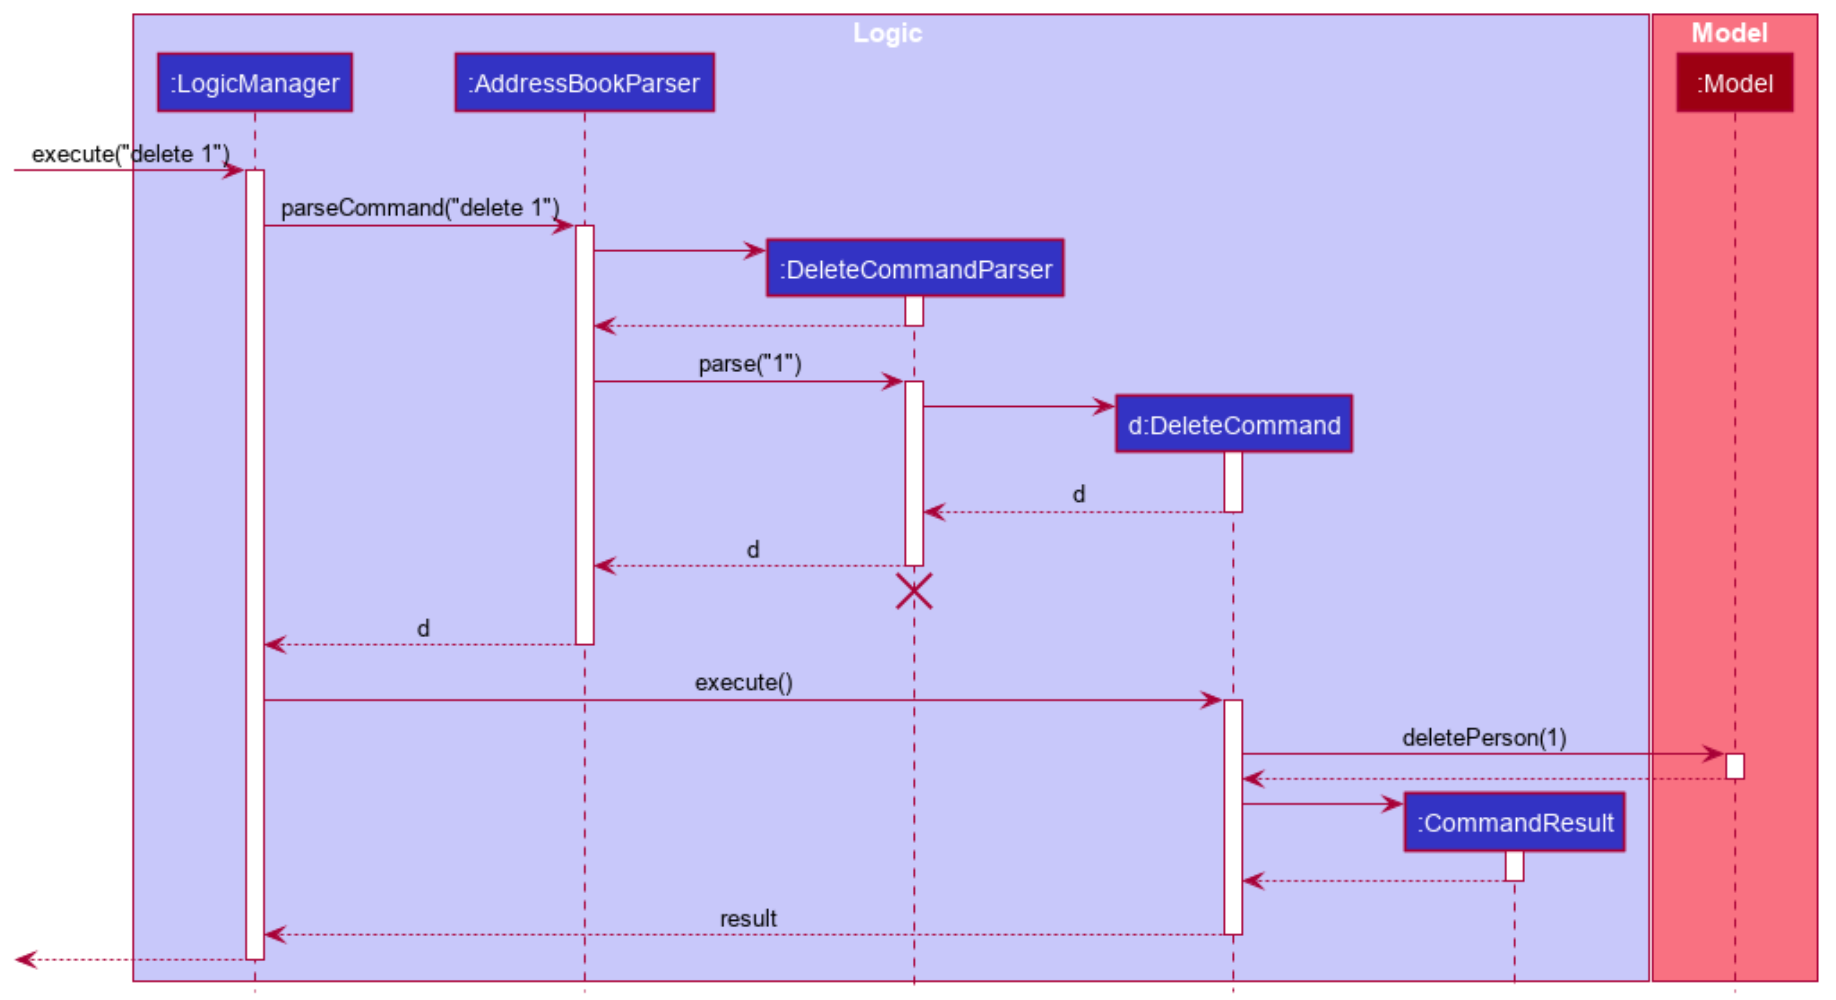 Logic
Model
:LogicManager
:AddressBookParser
:Model
execute("delete 1")
parseCommand("delete 1")
:DeleteCommandParser
parse("1")
d:DeleteCommand
d
d
d
execute()
deletePerson(1)
:CommandResult
result